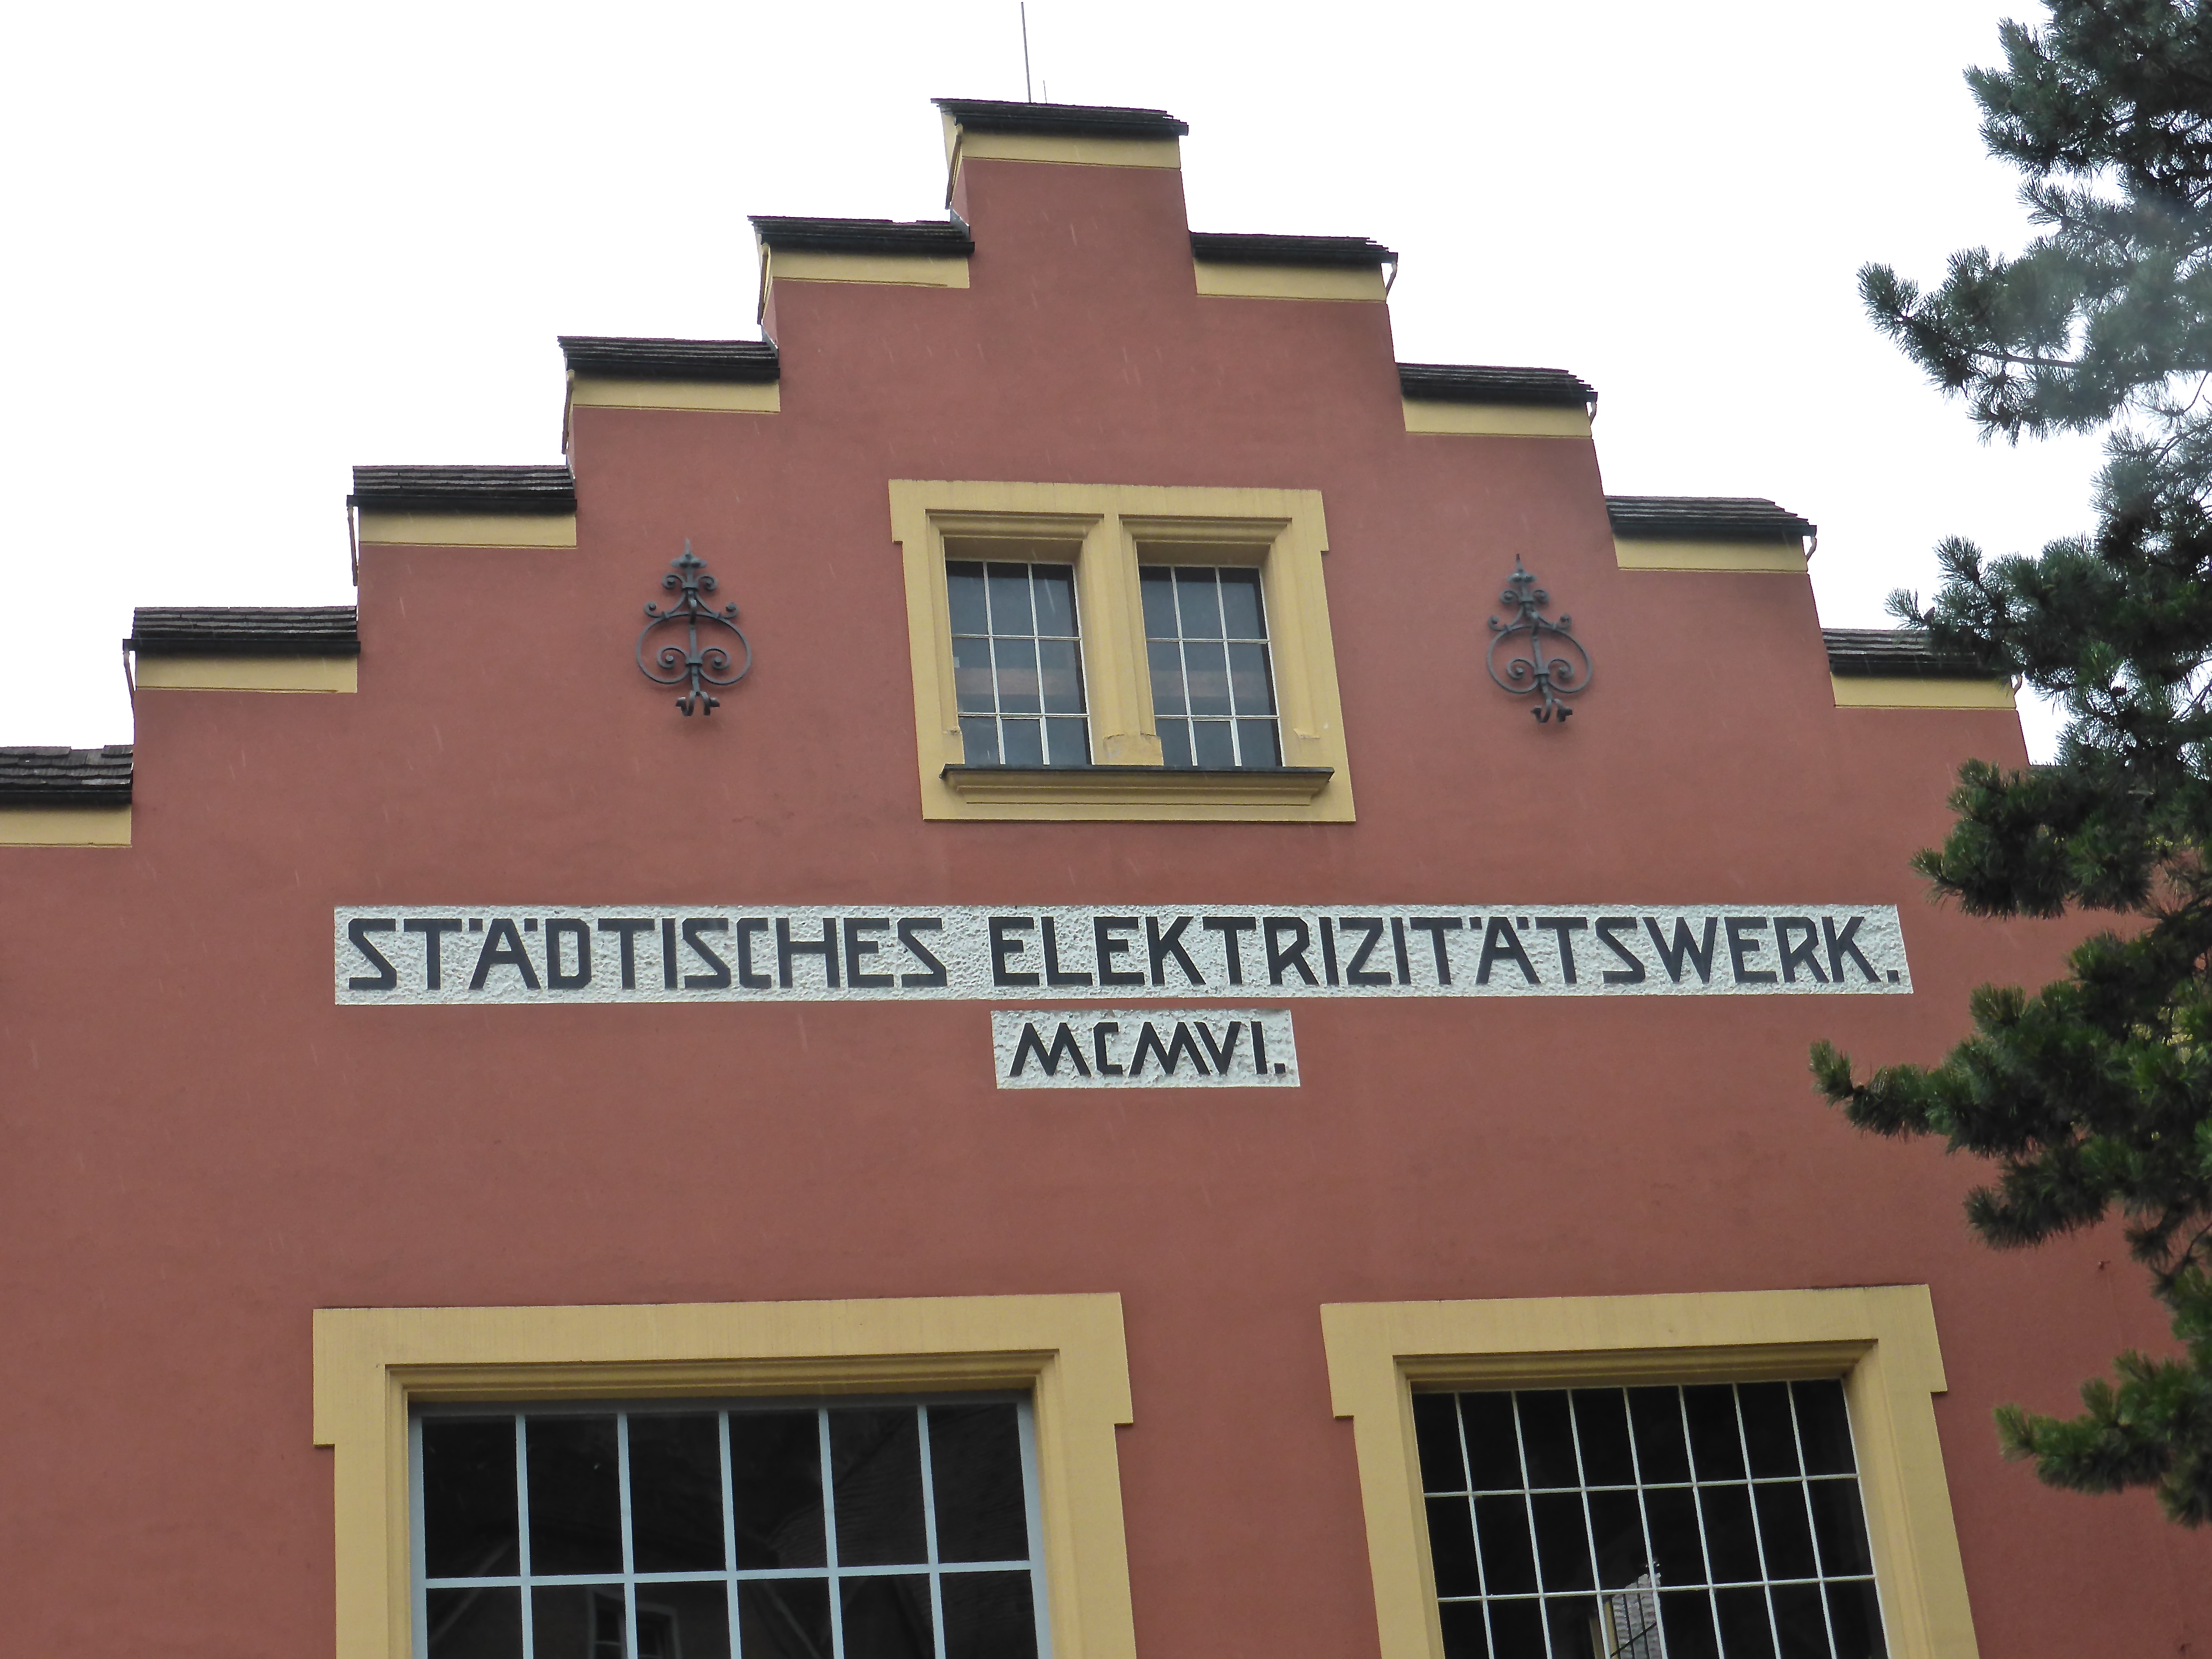 STÄDTISCHES ELEKTRIZITÄTSWERK.
MCMVI.